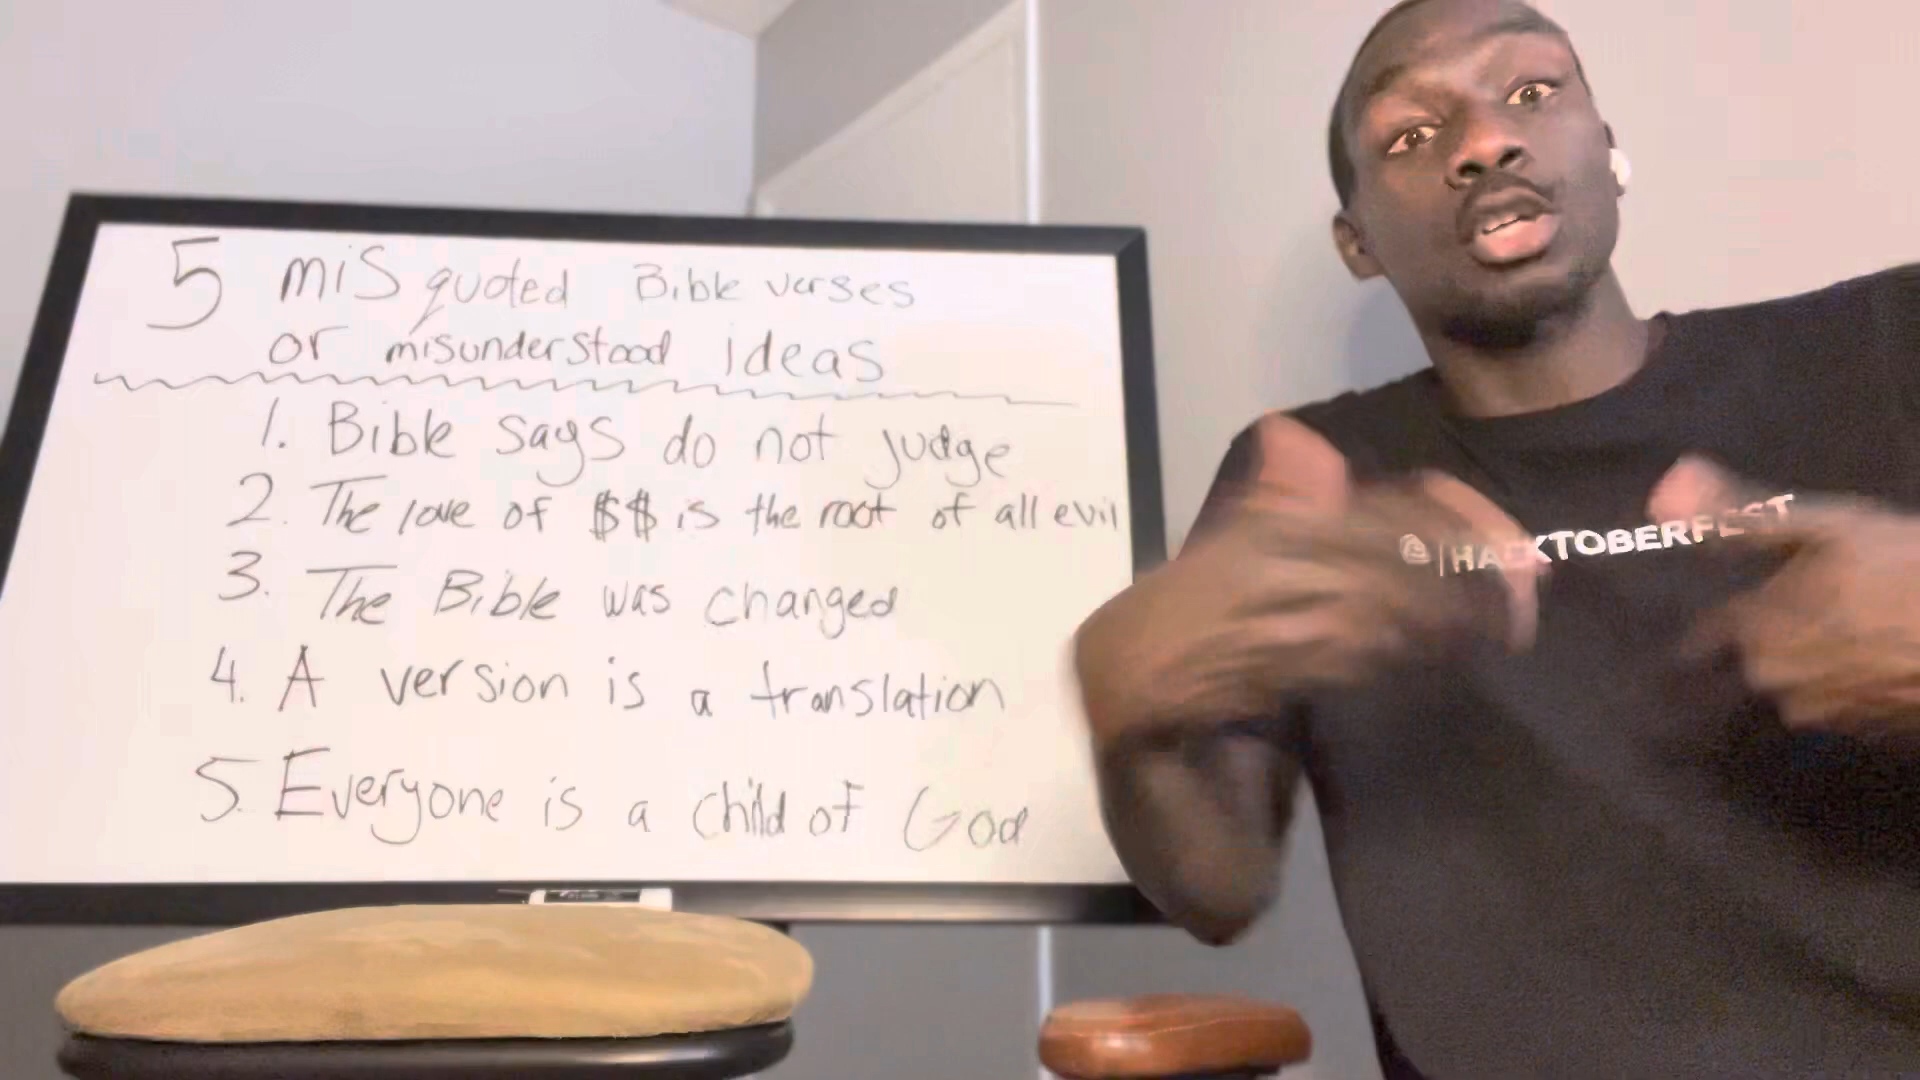 5 misquoted Bible verses
or misunderstood ideas
1. Bible says do not judge
2. The love of $$ is the root of all evil
3. The Bible was changed
4. A version is a translation
5. Everyone is a child of God
| HACKTOBERFEST